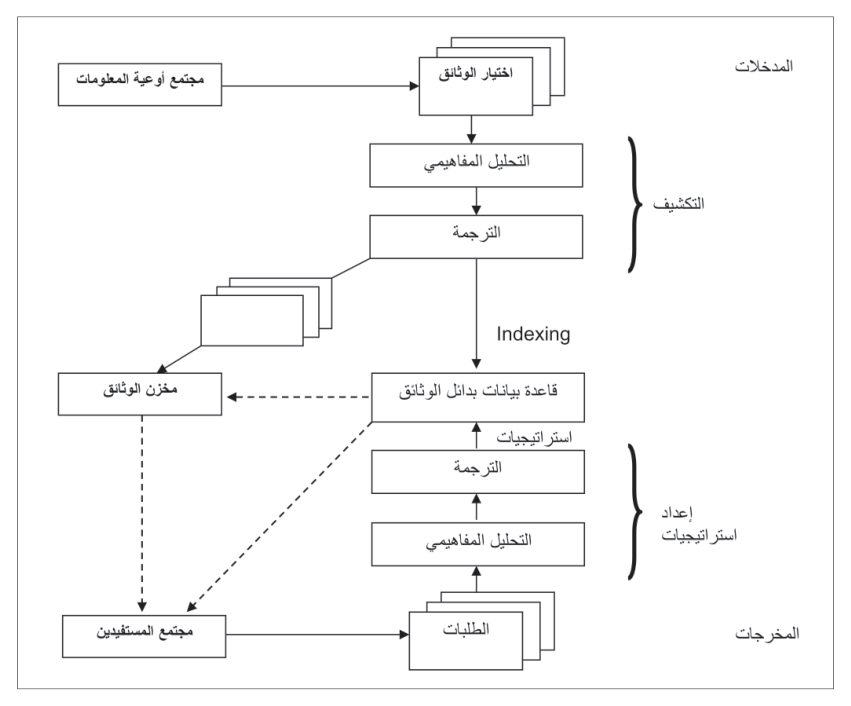 المدخلات
اختيار الوثائق
مجتمع أوعية المعلومات
التحليل المفاهيمي
التكشيف
الترجمة
Indexing
قاعدة بيانات بدائل الوثائق
مخزن الوثائق
استراتيجيات
الترجمة
إعداد
استراتيجيات
التحليل المفاهيمي
الطلبات
مجتمع المستفيدين
المخرجات